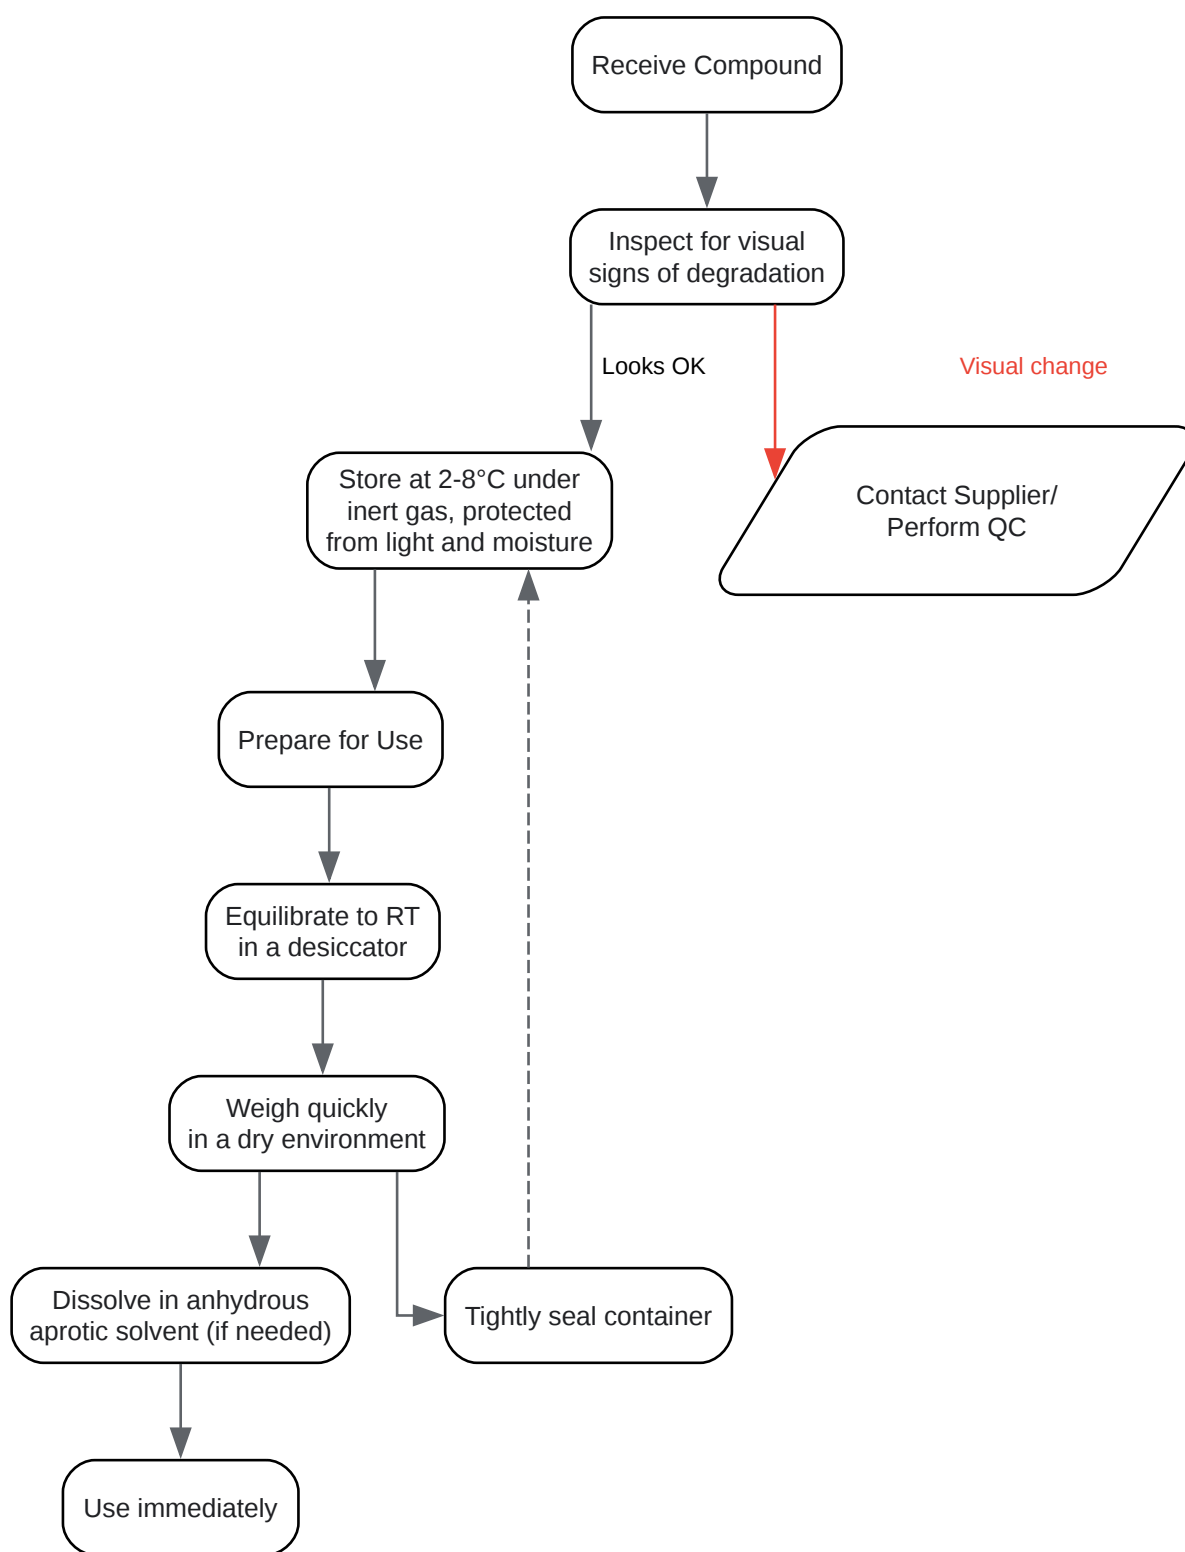 Receive Compound
Inspect for visual
signs of degradation
Looks OK
Visual change
Store at 2-8°C under
inert gas, protected
from light and moisture
Contact Supplier/
Perform QC
Prepare for Use
Equilibrate to RT
in a desiccator
Weigh quickly
in a dry environment
Dissolve in anhydrous
aprotic solvent (if needed)
Tightly seal container
Use immediately